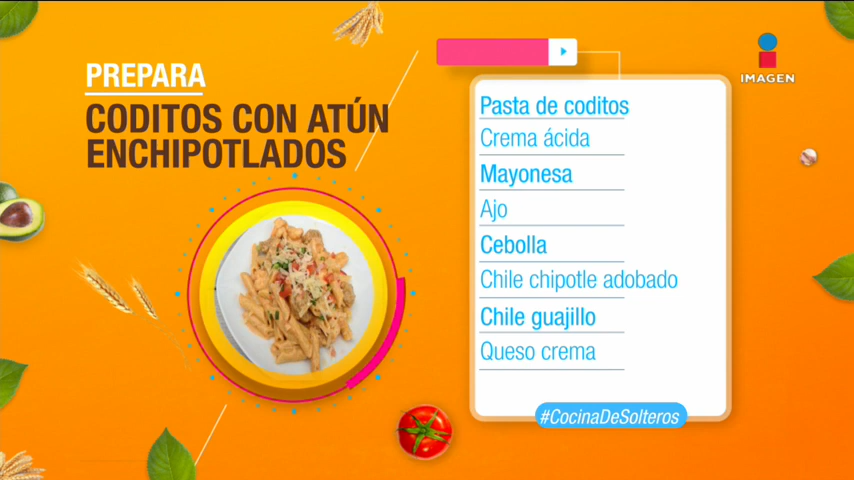 PREPARA
CODITOS CON ATÚN
ENCHIPOTLADOS
IMAGEN
Pasta de coditos
Crema ácida
Mayonesa
Ajo
Cebolla
Chile chipotle adobado
Chile guajillo
Queso crema
#CocinaDeSolteros